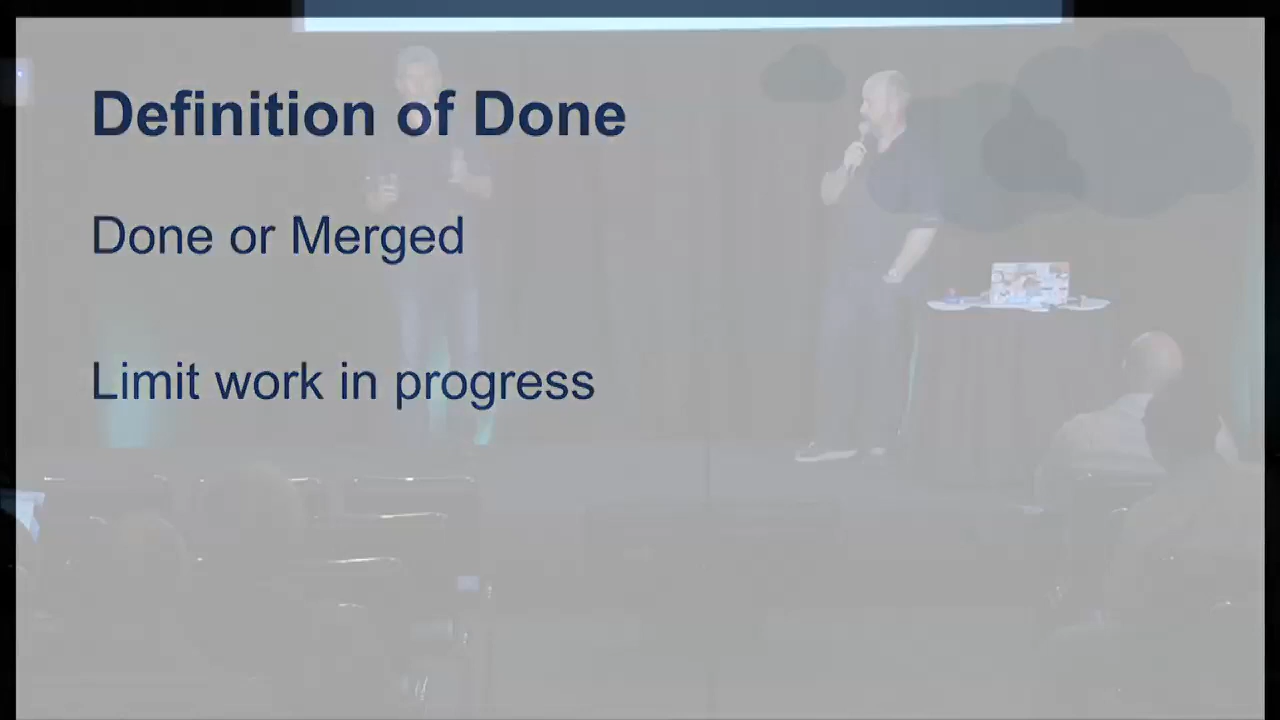 Definition of Done
Done or Merged
Limit work in progress